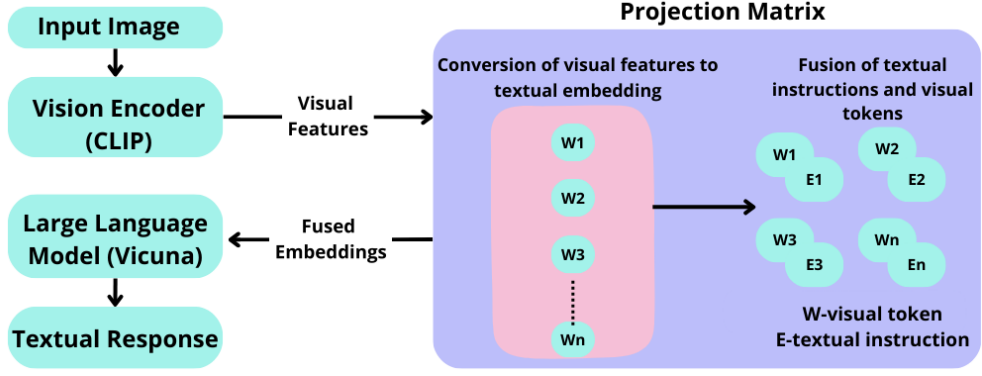 Projection Matrix
Input Image
Vision Encoder
(CLIP)
Visual
Features
Conversion of visual features to
textual embedding
W1
W2
W3
Wn
Fusion of textual
instructions and visual
tokens
W1
E1
W2
E2
W3
E3
Wn
En
W-visual token
E-textual instruction
Fused
Embeddings
Large Language
Model (Vicuna)
Textual Response